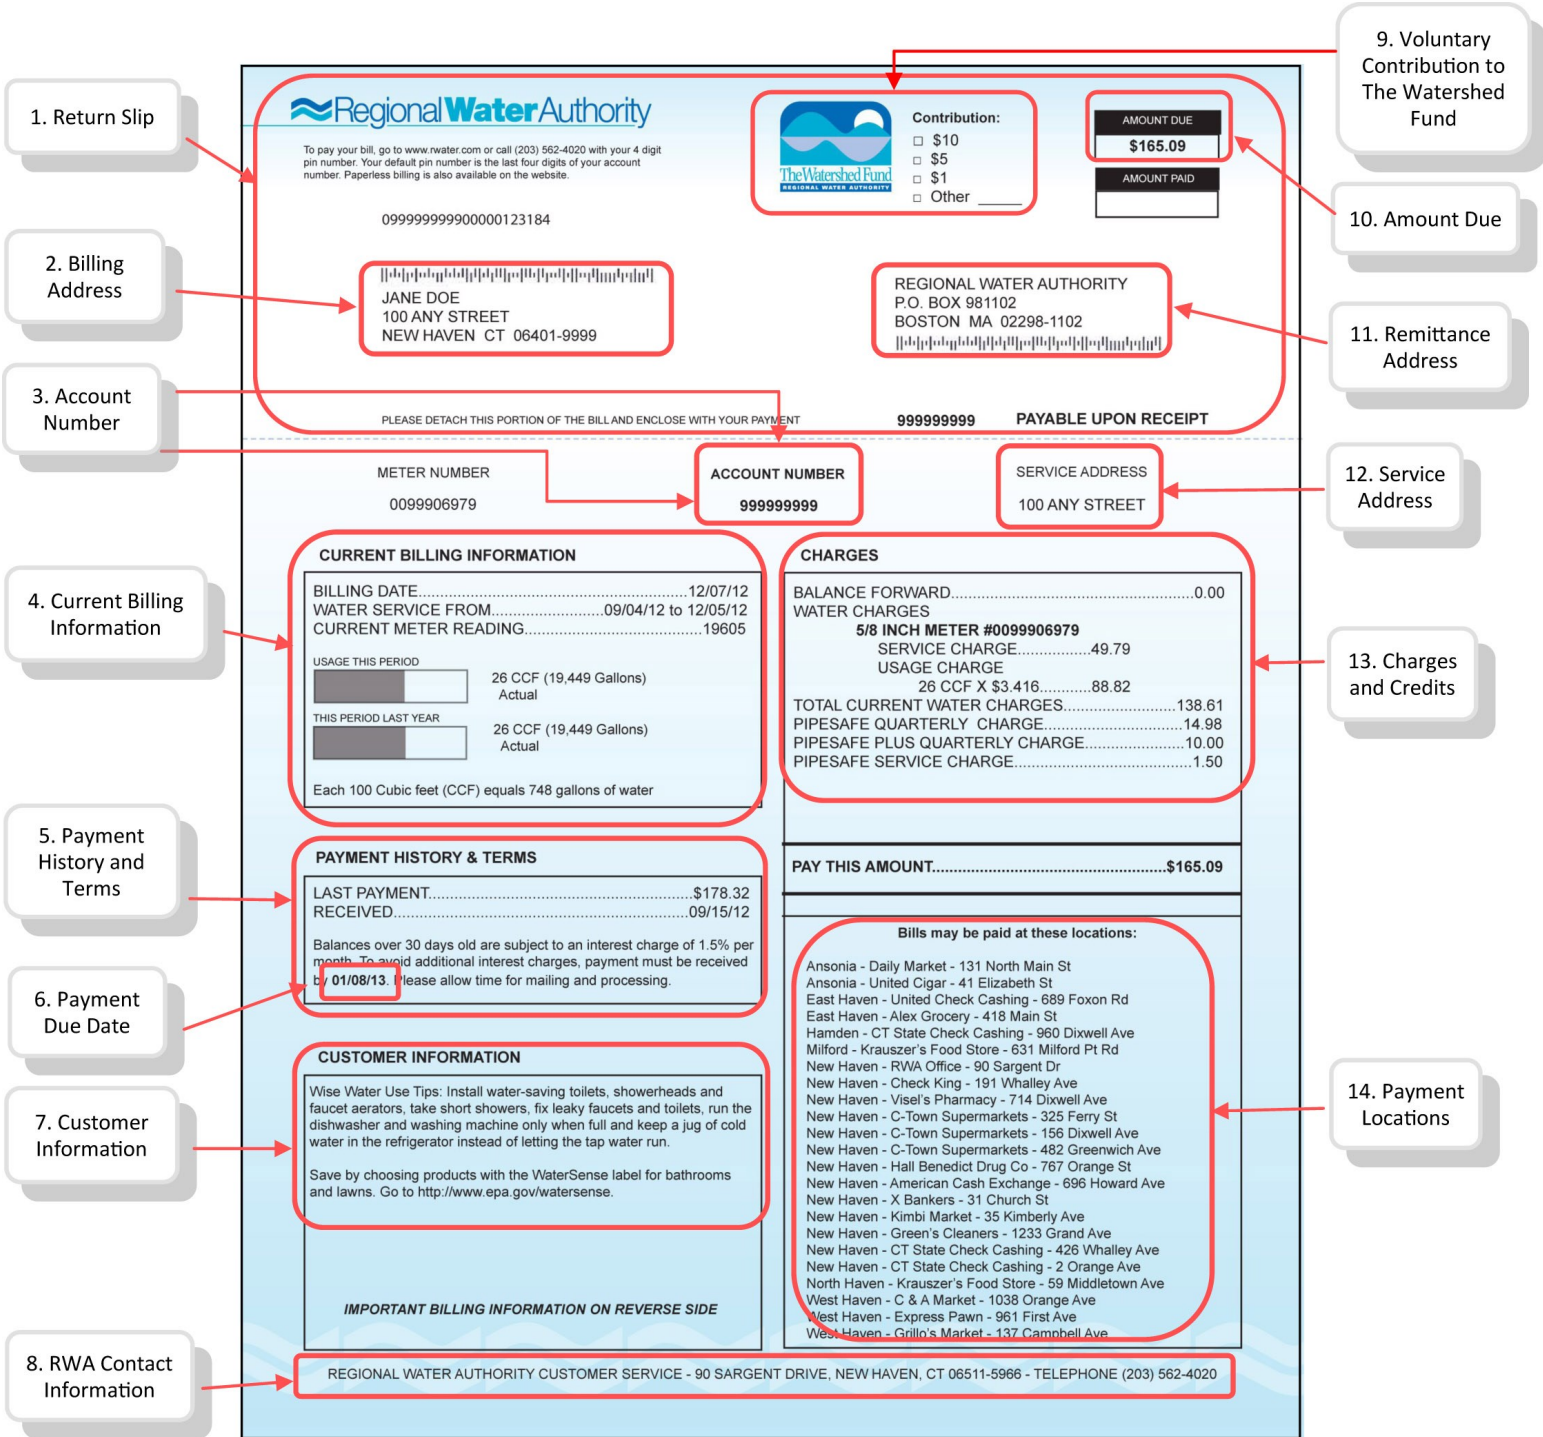 9. Voluntary
Contribution to
The Watershed
Fund
1. Return Slip
RegionalWaterAuthority
To pay your bill, go to www.rwater.com or call (203) 562-4020 with your 4 digit
pin number. Your default pin number is the last four digits of your account
number. Paperless billing is also available on the website.
TheWatershed Fund
REGIONAL WATER AUTHORITY
Contribution:
$10
$5
$1
Other _____
AMOUNT DUE
$165.09
AMOUNT PAID
10. Amount Due
099999999900000123184
2. Billing
Address
JANE DOE
100 ANY STREET
NEW HAVEN CT 06401-9999
REGIONAL WATER AUTHORITY
P.O. BOX 981102
BOSTON MA 02298-1102
11. Remittance
Address
3. Account
Number
PLEASE DETACH THIS PORTION OF THE BILL AND ENCLOSE WITH YOUR PAYMENT
999999999
PAYABLE UPON RECEIPT
METER NUMBER
0099906979
ACCOUNT NUMBER
999999999
SERVICE ADDRESS
100 ANY STREET
12. Service
Address
4. Current Billing
Information
CURRENT BILLING INFORMATION
BILLING DATE..................12/07/12
WATER SERVICE FROM..................09/04/12 to 12/05/12
CURRENT METER READING..................19605
USAGE THIS PERIOD
26 CCF (19,449 Gallons)
Actual
THIS PERIOD LAST YEAR
26 CCF (19,449 Gallons)
Actual
Each 100 Cubic feet (CCF) equals 748 gallons of water
CHARGES
BALANCE FORWARD..................0.00
WATER CHARGES
5/8 INCH METER #0099906979
SERVICE CHARGE..................49.79
USAGE CHARGE
26 CCF X $3.416............88.82
TOTAL CURRENT WATER CHARGES..................138.61
PIPESAFE QUARTERLY CHARGE..................14.98
PIPESAFE PLUS QUARTERLY CHARGE..................10.00
PIPESAFE SERVICE CHARGE..................1.50
13. Charges
and Credits
5. Payment
History and
Terms
PAYMENT HISTORY & TERMS
LAST PAYMENT..................$178.32
RECEIVED..................09/15/12
Balances over 30 days old are subject to an interest charge of 1.5% per
month. To avoid additional interest charges, payment must be received
by 01/08/13. Please allow time for mailing and processing.
PAY THIS AMOUNT..................$165.09
6. Payment
Due Date
7. Customer
Information
CUSTOMER INFORMATION
Wise Water Use Tips: Install water-saving toilets, showerheads and
faucet aerators, take short showers, fix leaky faucets and toilets, run the
dishwasher and washing machine only when full and keep a jug of cold
water in the refrigerator instead of letting the tap water run.
Save by choosing products with the WaterSense label for bathrooms
and lawns. Go to http://www.epa.gov/watersense.
IMPORTANT BILLING INFORMATION ON REVERSE SIDE
Bills may be paid at these locations:
Ansonia - Daily Market - 131 North Main St
Ansonia - United Cigar - 41 Elizabeth St
East Haven - United Check Cashing - 689 Foxon Rd
East Haven - Alex Grocery - 418 Main St
Hamden - CT State Check Cashing - 960 Dixwell Ave
Milford - Krauszer's Food Store - 631 Milford Pt Rd
New Haven - RWA Office - 90 Sargent Dr
New Haven - Check King - 191 Whalley Ave
New Haven - Visel's Pharmacy - 714 Dixwell Ave
New Haven - C-Town Supermarkets - 325 Ferry St
New Haven - C-Town Supermarkets - 156 Dixwell Ave
New Haven - C-Town Supermarkets - 482 Greenwich Ave
New Haven - Hall Benedict Drug Co - 767 Orange St
New Haven - American Cash Exchange - 696 Howard Ave
New Haven - X Bankers - 31 Church St
New Haven - Kimbi Market - 35 Kimberly Ave
New Haven - Green's Cleaners - 1233 Grand Ave
New Haven - CT State Check Cashing - 426 Whalley Ave
New Haven - CT State Check Cashing - 2 Orange Ave
North Haven - Krauszer's Food Store - 59 Middletown Ave
West Haven - C & A Market - 1038 Orange Ave
West Haven - Express Pawn - 961 First Ave
West Haven - Grillo's Market - 137 Campbell Ave
14. Payment
Locations
8. RWA Contact
Information
REGIONAL WATER AUTHORITY CUSTOMER SERVICE - 90 SARGENT DRIVE, NEW HAVEN, CT 06511-5966 - TELEPHONE (203) 562-4020